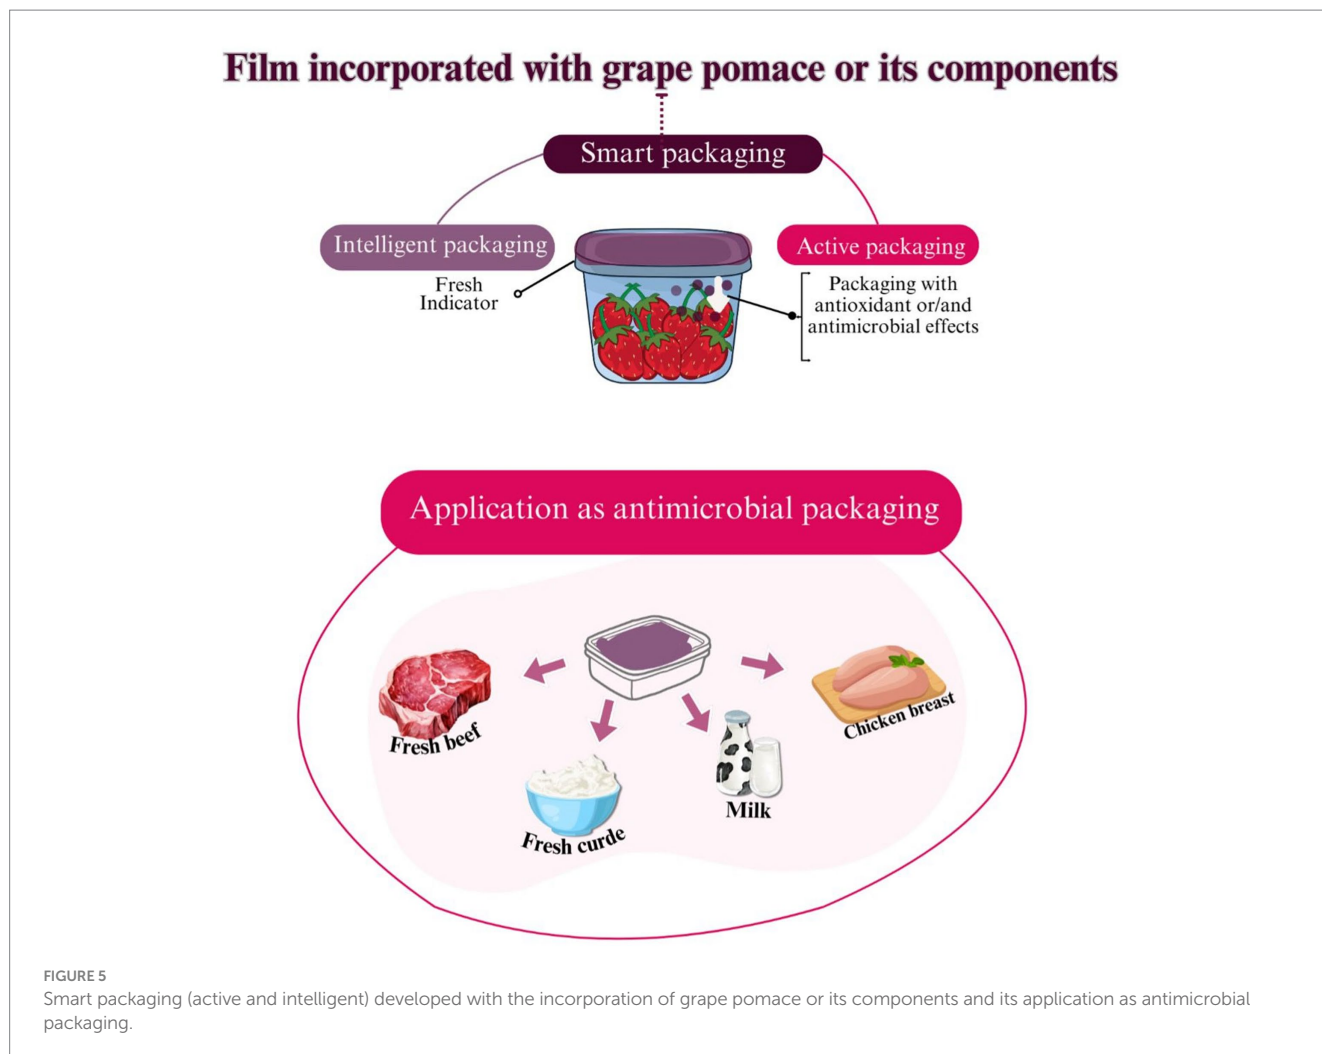 Film incorporated with grape pomace or its components
Smart packaging
Intelligent packaging
Active packaging
Fresh
Indicator
Packaging with
antioxidant or/and
antimicrobial effects
Application as antimicrobial packaging
Fresh beef
Fresh curde
Milk
Chicken breast
FIGURE 5
Smart packaging (active and intelligent) developed with the incorporation of grape pomace or its components and its application as antimicrobial
packaging.